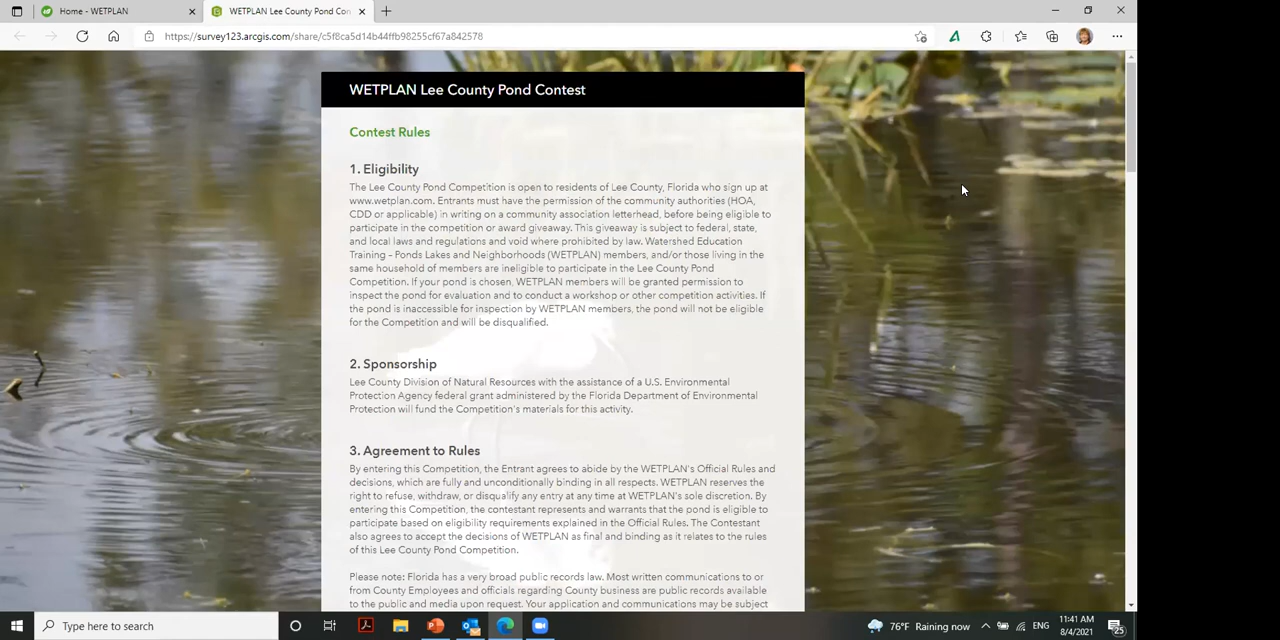 Home - WETPLAN
WETPLAN Lee County Pond Con
https://survey123.arcgis.com/share/c5f8ca5d14b44ffb98255cf67a842578
WETPLAN Lee County Pond Contest
Contest Rules
1. Eligibility
The Lee County Pond Competition is open to residents of Lee County, Florida who sign up at
www.wetplan.com. Entrants must have the permission of the community authorities (HOA,
CDD or applicable) in writing on a community association letterhead, before being eligible to
participate in the competition or award giveaway. This giveaway is subject to federal, state,
and local laws and regulations and void where prohibited by law. Watershed Education
Training – Ponds Lakes and Neighborhoods (WETPLAN) members, and/or those living in the
same household of members are ineligible to participate in the Lee County Pond
Competition. If your pond is chosen, WETPLAN members will be granted permission to
inspect the pond for evaluation and to conduct a workshop or other competition activities. If
the pond is inaccessible for inspection by WETPLAN members, the pond will not be eligible
for the Competition and will be disqualified.
2. Sponsorship
Lee County Division of Natural Resources with the assistance of a U.S. Environmental
Protection Agency federal grant administered by the Florida Department of Environmental
Protection will fund the Competition's materials for this activity.
3. Agreement to Rules
By entering this Competition, the Entrant agrees to abide by the WETPLAN's Official Rules and
decisions, which are fully and unconditionally binding in all respects. WETPLAN reserves the
right to refuse, withdraw, or disqualify any entry at any time at WETPLAN's sole discretion. By
entering this Competition, the contestant represents and warrants that the pond is eligible to
participate based on eligibility requirements explained in the Official Rules. The Contestant
also agrees to accept the decisions of WETPLAN as final and binding as it relates to the rules
of this Lee County Pond Competition.
Please note: Florida has a very broad public records law. Most written communications to or
from County Employees and officials regarding County business are public records available
to the public and media upon request. Your application and communications may be subject
Type here to search
76°F Raining now
ENG
11:41 AM
8/4/2021
25